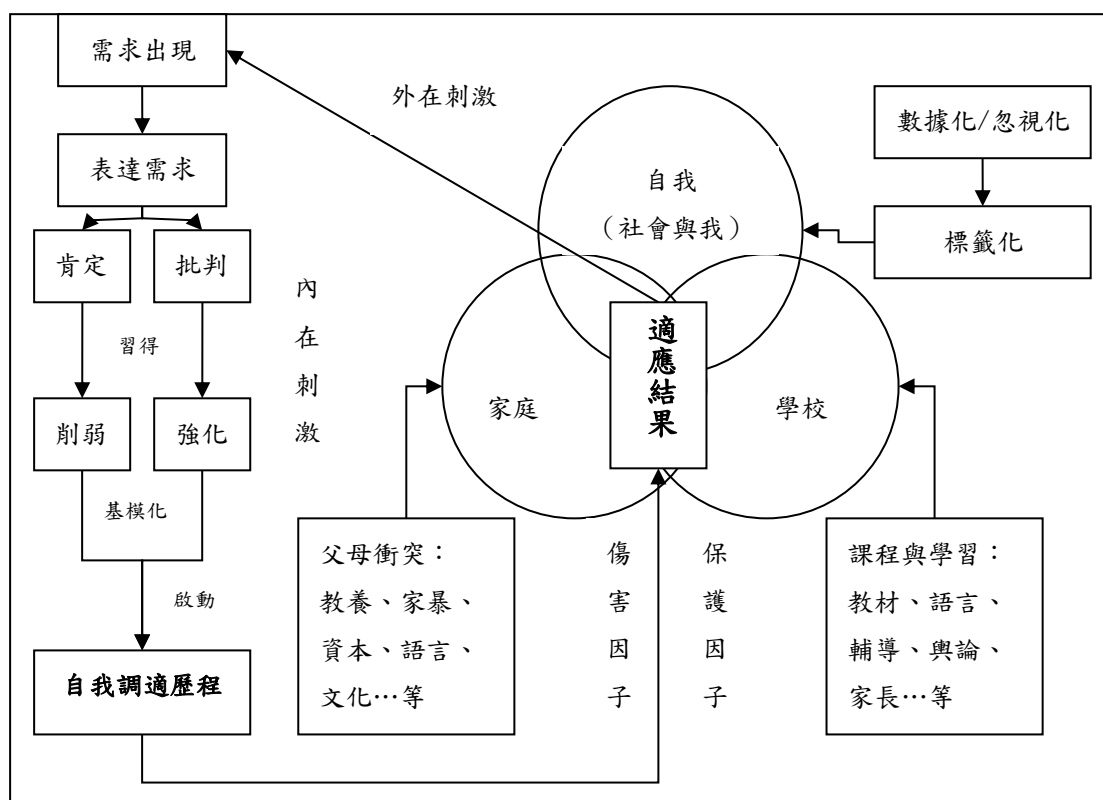 需求出現
表達需求
肯定
批判
習得
削弱
強化
基模化
啟動
自我調適歷程
內在刺激
外在刺激
自我
（社會與我）
數據化/忽視化
標籤化
家庭
適應結果
學校
父母衝突：
教養、家暴、
資本、語言、
文化…等
傷害因子
保護因子
課程與學習：
教材、語言、
輔導、輿論、
家長…等